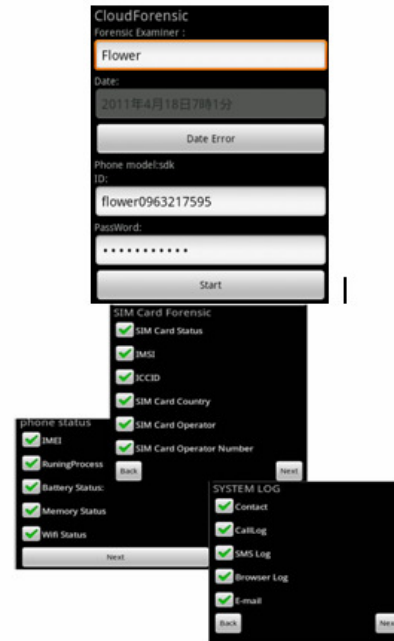 CloudForensic
Forensic Examiner :
Flower
Date:
2011年4月18日7時1分
Date Error
Phone model:sdk
ID:
flower0963217595
PassWord:
•••••••••••
Start
SIM Card Forensic
SIM Card Status
IMSI
ICCID
SIM Card Country
SIM Card Operator
SIM Card Operator Number
Back
Next
phone status
IMEI
RuningProcess
Battery Status:
Memory Status
Wifi Status
Next
SYSTEM LOG
Contact
CallLog
SMS Log
Browser Log
E-mail
Back
Next